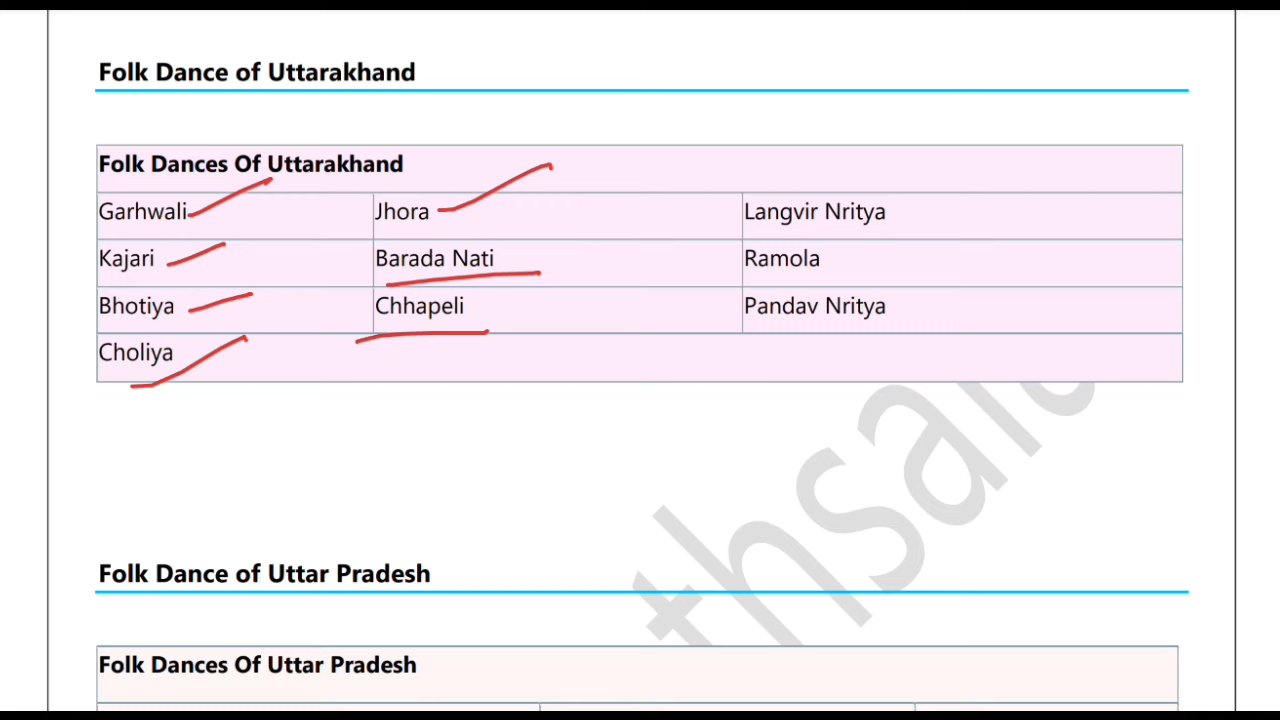 Folk Dance of Uttarakhand
Folk Dances Of Uttarakhand
Garhwali Jhora Langvir Nritya
Kajari Barada Nati Ramola
Bhotiya Chhapeli Pandav Nritya
Choliya
Folk Dance of Uttar Pradesh
Folk Dances Of Uttar Pradesh